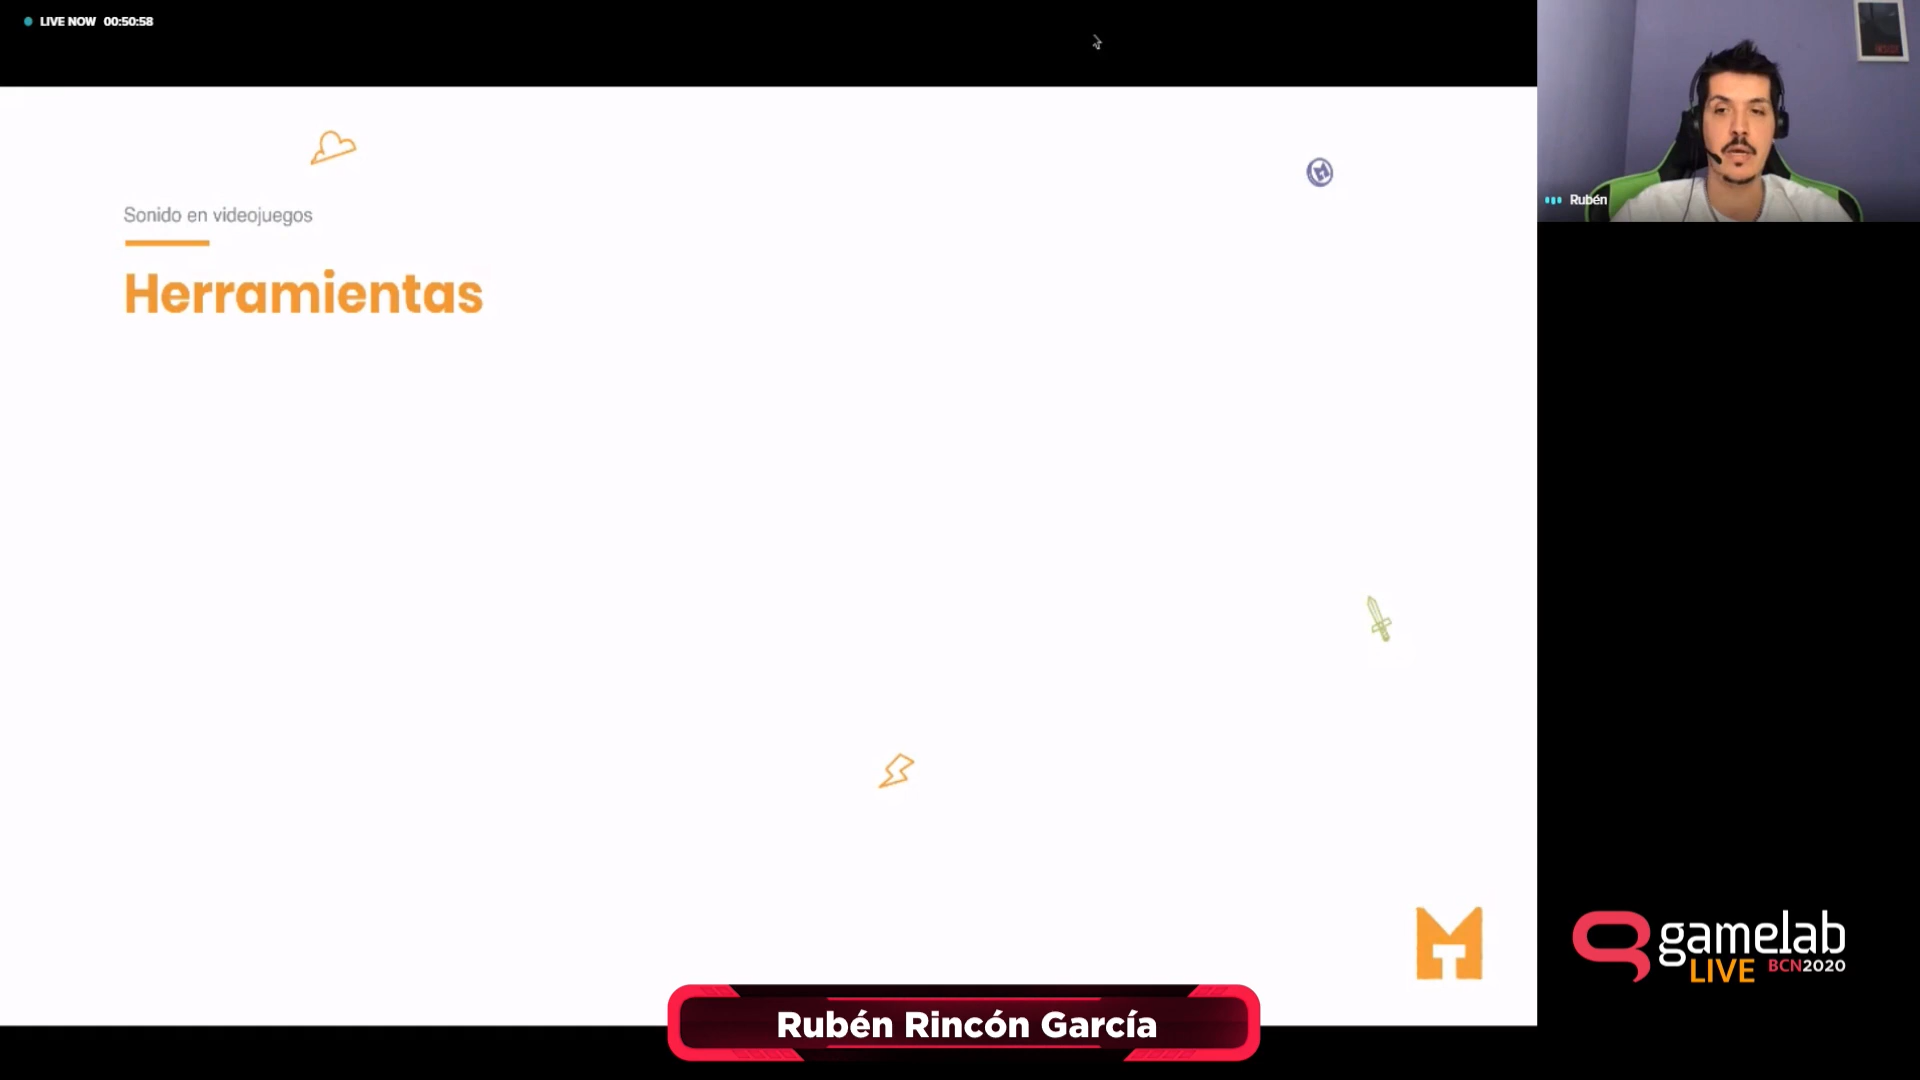 LIVE NOW 00:50:58
Sonido en videojuegos
Herramientas
Rubén
gamelab
LIVE BCN2020
Rubén Rincón García